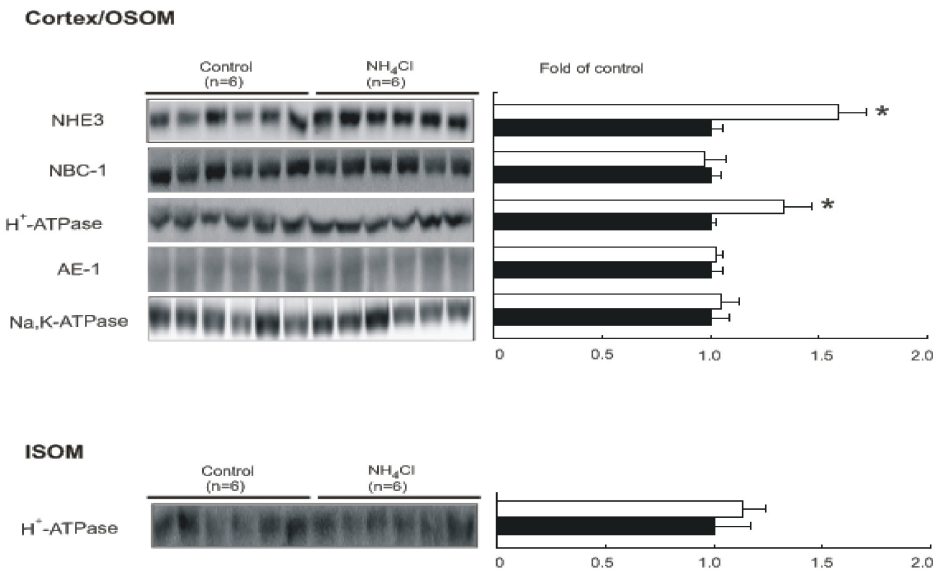 Cortex/OSOM
Control NH₄Cl Fold of control
(n=6) (n=6)
NHE3 *
NBC-1
H⁺-ATPase *
AE-1
Na,K-ATPase
0 0.5 1.0 1.5 2.0
ISOM
Control NH₄Cl
(n=6) (n=6)
H⁺-ATPase
0 0.5 1.0 1.5 2.0